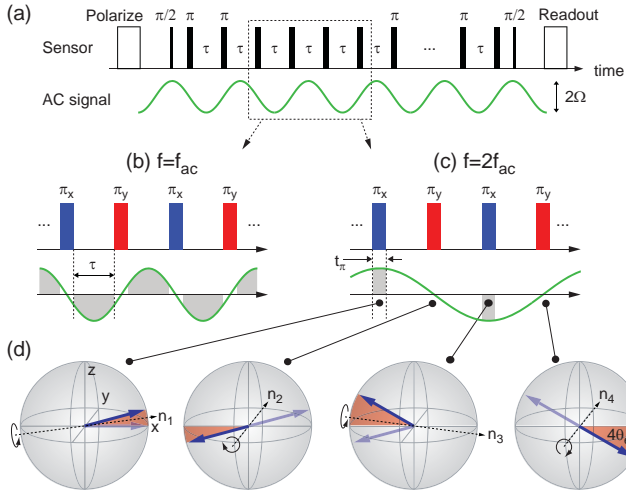 (a)
Polarize π/2 π π π π π/2 Readout
Sensor τ τ τ τ τ τ ... τ
time
AC signal 2Ω
(b) f=f_ac (c) f=2f_ac
π_x π_y π_x π_y π_x π_y π_x π_y
... ... ... ...
τ t_π
(d)
z y n_1 x n_2 n_3 n_4